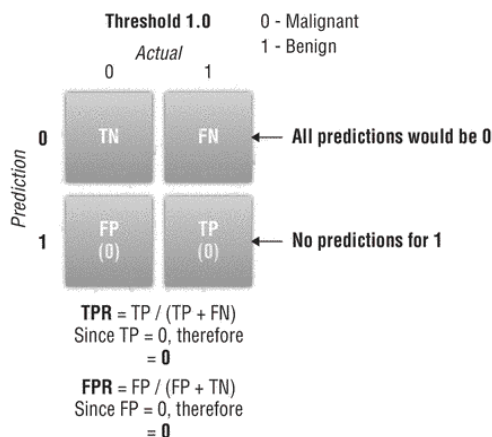 Threshold 1.0
0 - Malignant
1 - Benign
Actual
0 1
Prediction
0 TN FN All predictions would be 0
1 FP (0) TP (0) No predictions for 1
TPR = TP / (TP + FN)
Since TP = 0, therefore
= 0
FPR = FP / (FP + TN)
Since FP = 0, therefore
= 0